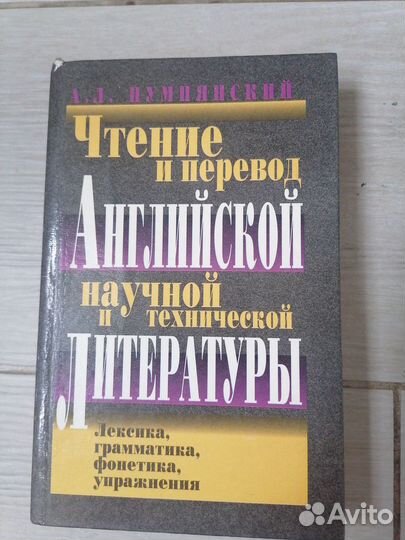 А.Л. ПУМПЯНСКИЙ
Чтение
и перевод
Английской
научной
и технической
Литературы
Лексика,
грамматика,
фонетика,
упражнения
Avito